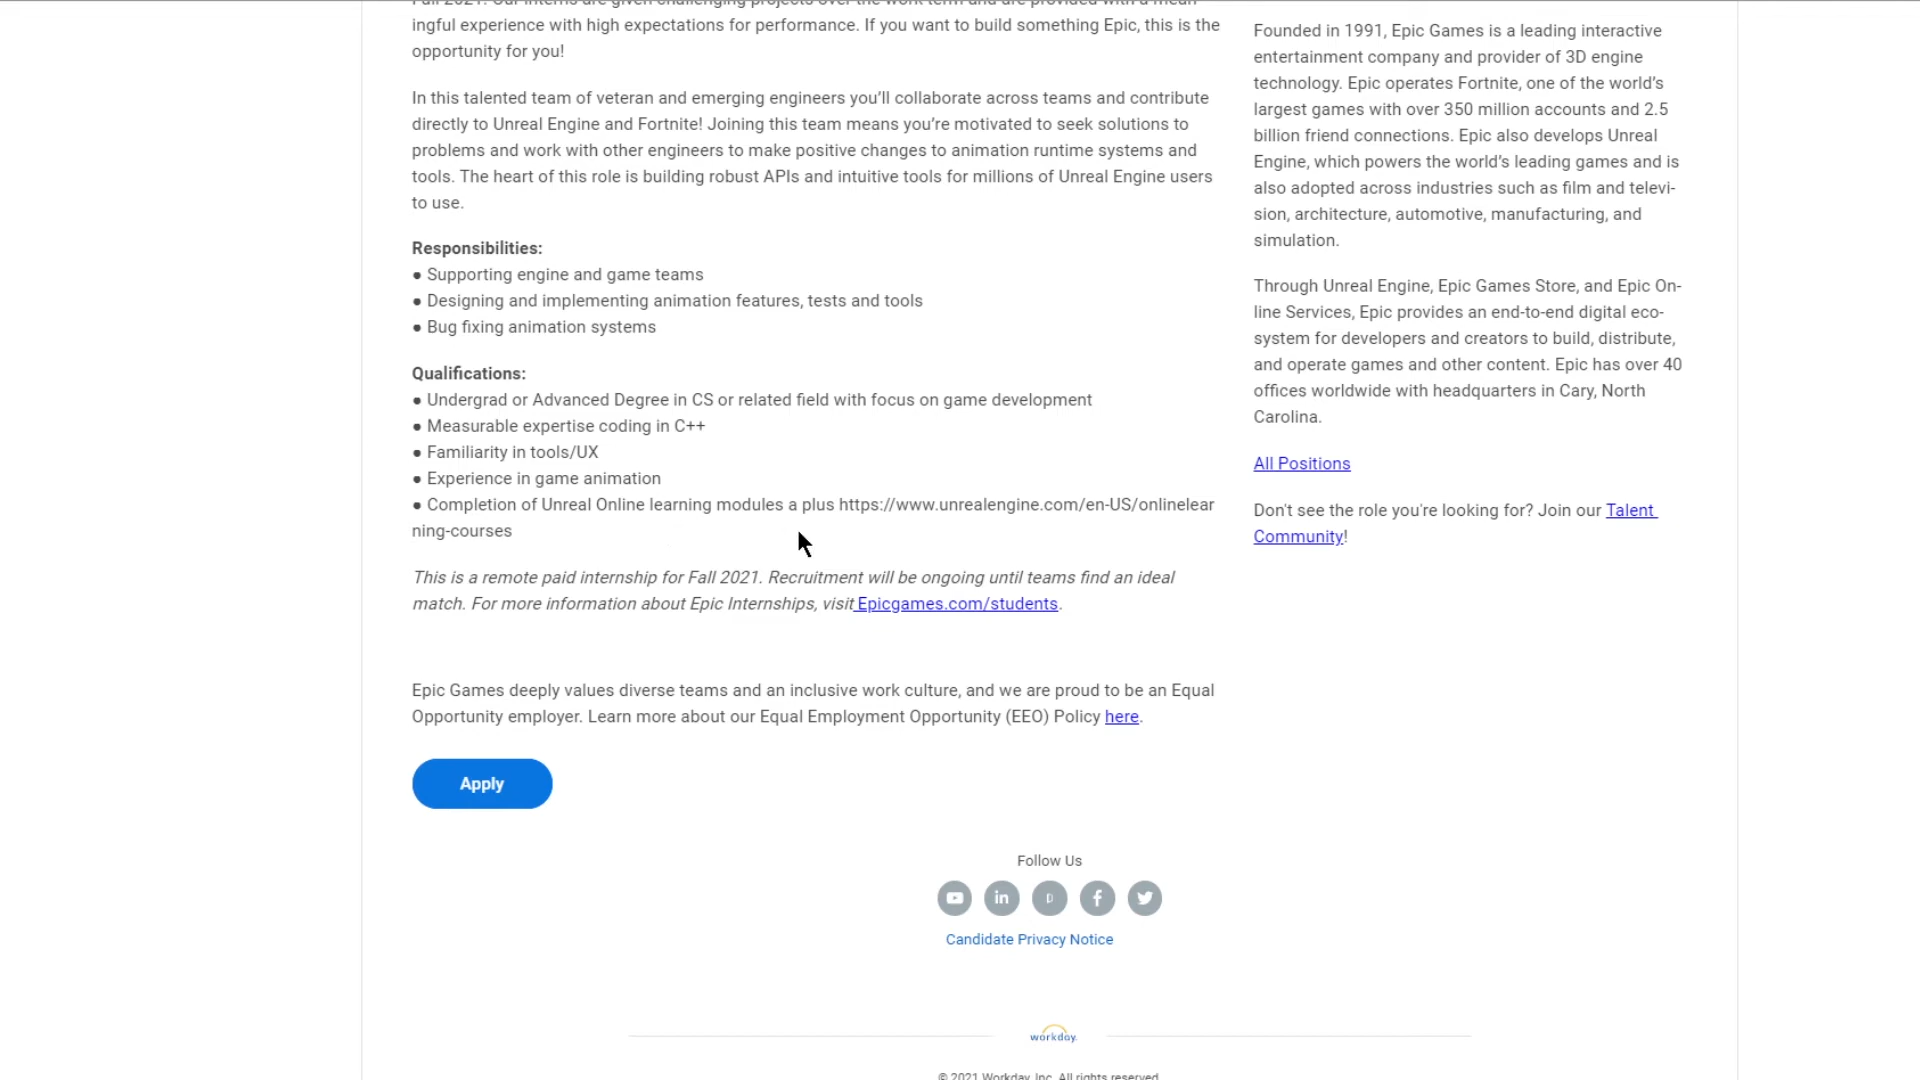 Fall 2021. Our interns are given challenging projects over the work term and are provided with a mean-
ingful experience with high expectations for performance. If you want to build something Epic, this is the
opportunity for you!
In this talented team of veteran and emerging engineers you’ll collaborate across teams and contribute
directly to Unreal Engine and Fortnite! Joining this team means you’re motivated to seek solutions to
problems and work with other engineers to make positive changes to animation runtime systems and
tools. The heart of this role is building robust APIs and intuitive tools for millions of Unreal Engine users
to use.
Responsibilities:
● Supporting engine and game teams
● Designing and implementing animation features, tests and tools
● Bug fixing animation systems
Qualifications:
● Undergrad or Advanced Degree in CS or related field with focus on game development
● Measurable expertise coding in C++
● Familiarity in tools/UX
● Experience in game animation
● Completion of Unreal Online learning modules a plus https://www.unrealengine.com/en-US/onlinelear
ning-courses
This is a remote paid internship for Fall 2021. Recruitment will be ongoing until teams find an ideal
match. For more information about Epic Internships, visit Epicgames.com/students.
Epic Games deeply values diverse teams and an inclusive work culture, and we are proud to be an Equal
Opportunity employer. Learn more about our Equal Employment Opportunity (EEO) Policy here.
Apply
Founded in 1991, Epic Games is a leading interactive
entertainment company and provider of 3D engine
technology. Epic operates Fortnite, one of the world’s
largest games with over 350 million accounts and 2.5
billion friend connections. Epic also develops Unreal
Engine, which powers the world’s leading games and is
also adopted across industries such as film and televi-
sion, architecture, automotive, manufacturing, and
simulation.
Through Unreal Engine, Epic Games Store, and Epic On-
line Services, Epic provides an end-to-end digital eco-
system for developers and creators to build, distribute,
and operate games and other content. Epic has over 40
offices worldwide with headquarters in Cary, North
Carolina.
All Positions
Don't see the role you're looking for? Join our Talent
Community!
Follow Us
Candidate Privacy Notice
workday.
© 2021 Workday, Inc. All rights reserved.